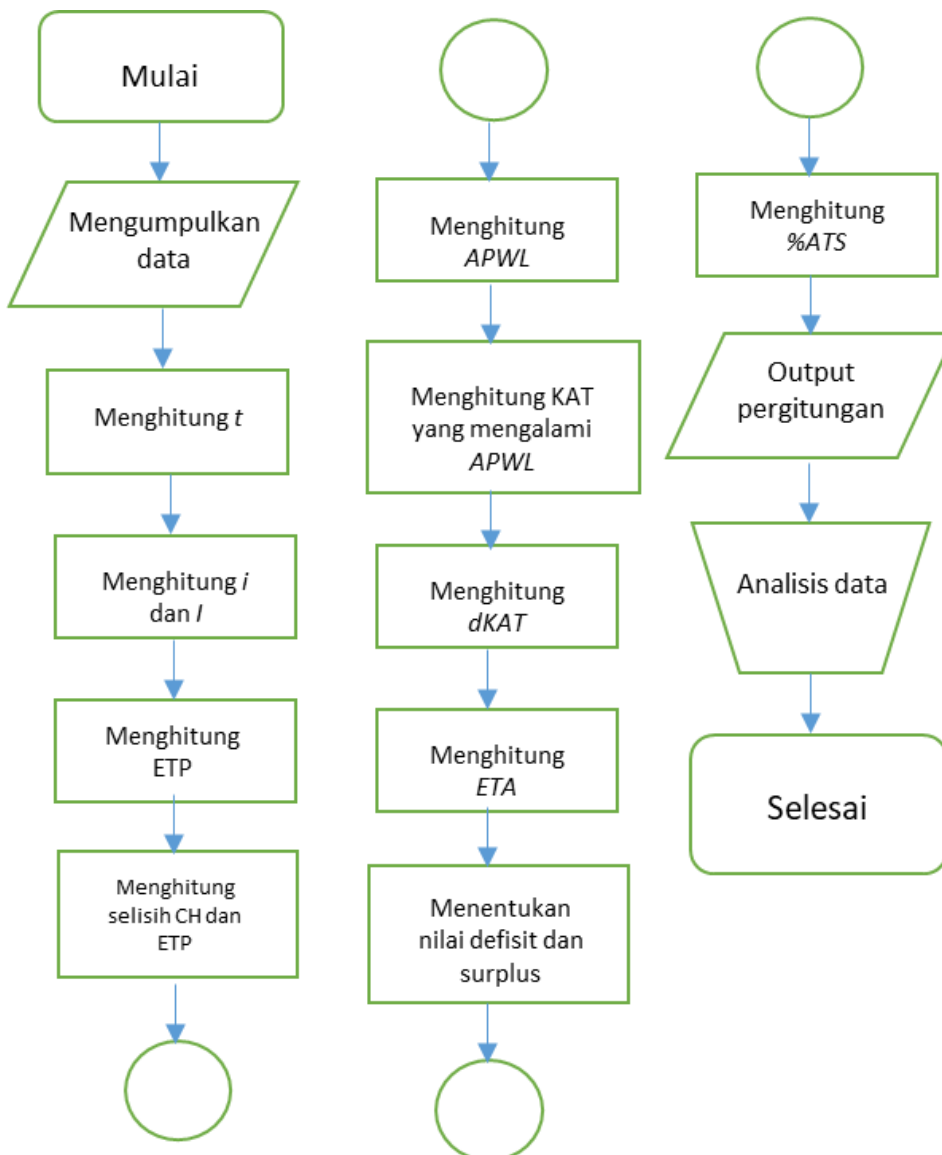 Mulai
Mengumpulkan
data
Menghitung t
Menghitung i
dan I
Menghitung
ETP
Menghitung
selisih CH dan
ETP
Menghitung
APWL
Menghitung KAT
yang mengalami
APWL
Menghitung
dKAT
Menghitung
ETA
Menentukan
nilai defisit dan
surplus
Menghitung
%ATS
Output
pergitungan
Analisis data
Selesai